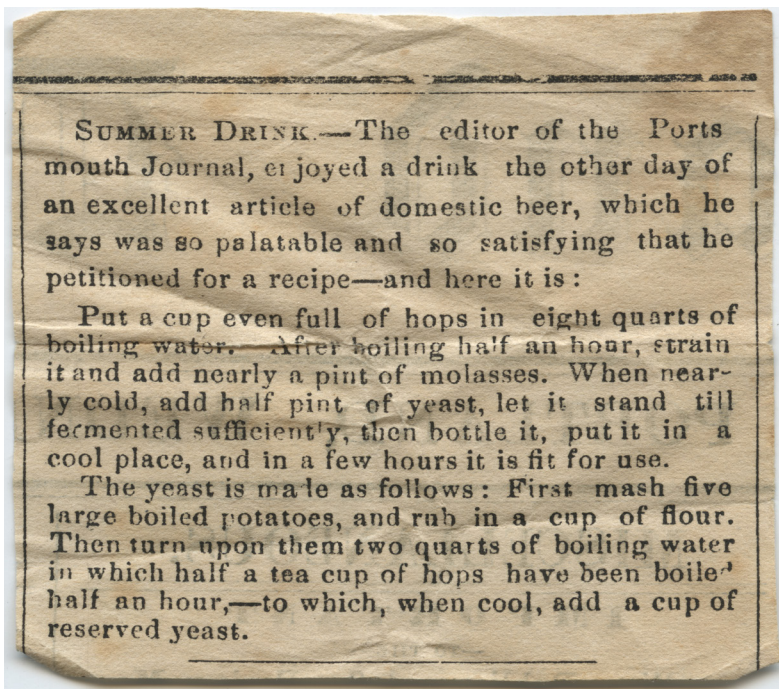 SUMMER DRINK.—The editor of the Ports
mouth Journal, enjoyed a drink the other day of
an excellent article of domestic beer, which he
says was so palatable and so satisfying that he
petitioned for a recipe—and here it is:
Put a cup even full of hops in eight quarts of
boiling water. After boiling half an hour, strain
it and add nearly a pint of molasses. When near-
ly cold, add half pint of yeast, let it stand till
fermented sufficiently, then bottle it, put it in a
cool place, and in a few hours it is fit for use.
The yeast is made as follows: First mash five
large boiled potatoes, and rub in a cup of flour.
Then turn upon them two quarts of boiling water
in which half a tea cup of hops have been boiled
half an hour,—to which, when cool, add a cup of
reserved yeast.